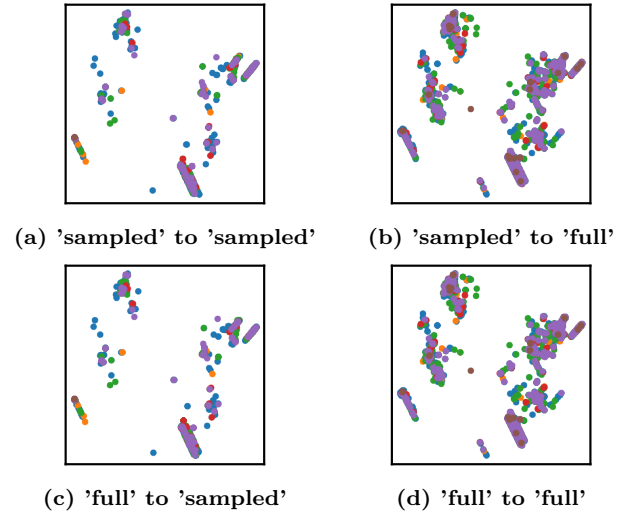 (a) 'sampled' to 'sampled'
(b) 'sampled' to 'full'
(c) 'full' to 'sampled'
(d) 'full' to 'full'